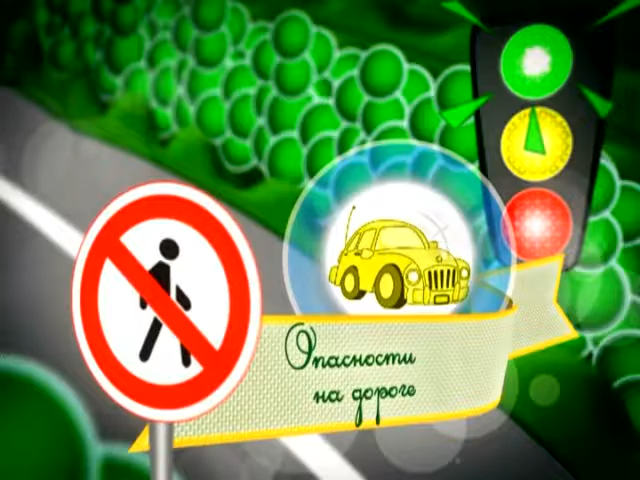 Опасности
на дороге